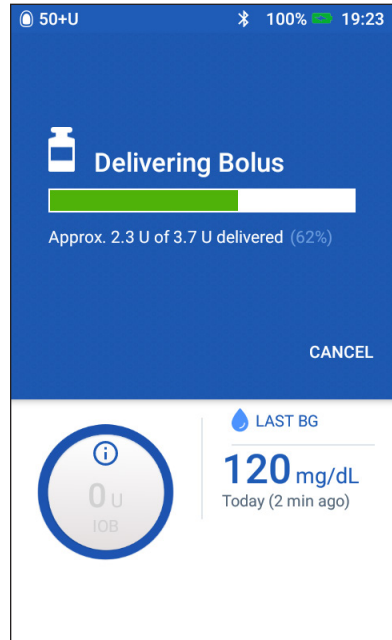 50+U 100% 19:23
Delivering Bolus
Approx. 2.3 U of 3.7 U delivered (62%)
CANCEL
LAST BG
120 mg/dL
Today (2 min ago)
i
0 U
IOB